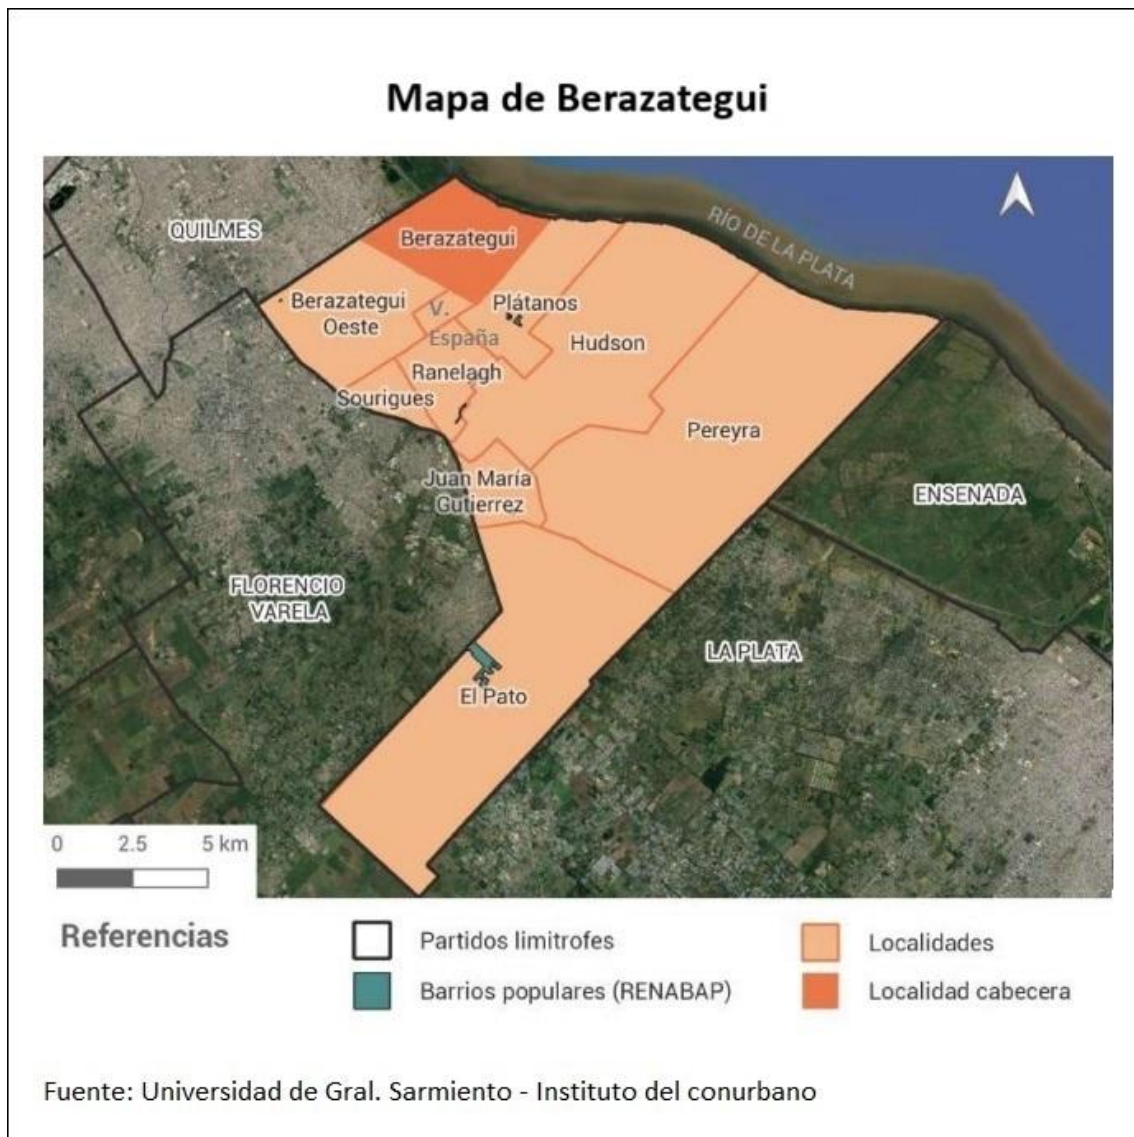 Mapa de Berazategui
QUILMES
Berazategui
RÍO DE LA PLATA
Berazategui
Oeste
V.
España
Plátanos
Hudson
Ranelagh
Sourigues
Pereyra
Juan María
Gutierrez
ENSENADA
FLORENCIO
VARELA
LA PLATA
El Pato
0 2.5 5 km
Referencias
Partidos limitrofes
Localidades
Barrios populares (RENABAP)
Localidad cabecera
Fuente: Universidad de Gral. Sarmiento - Instituto del conurbano